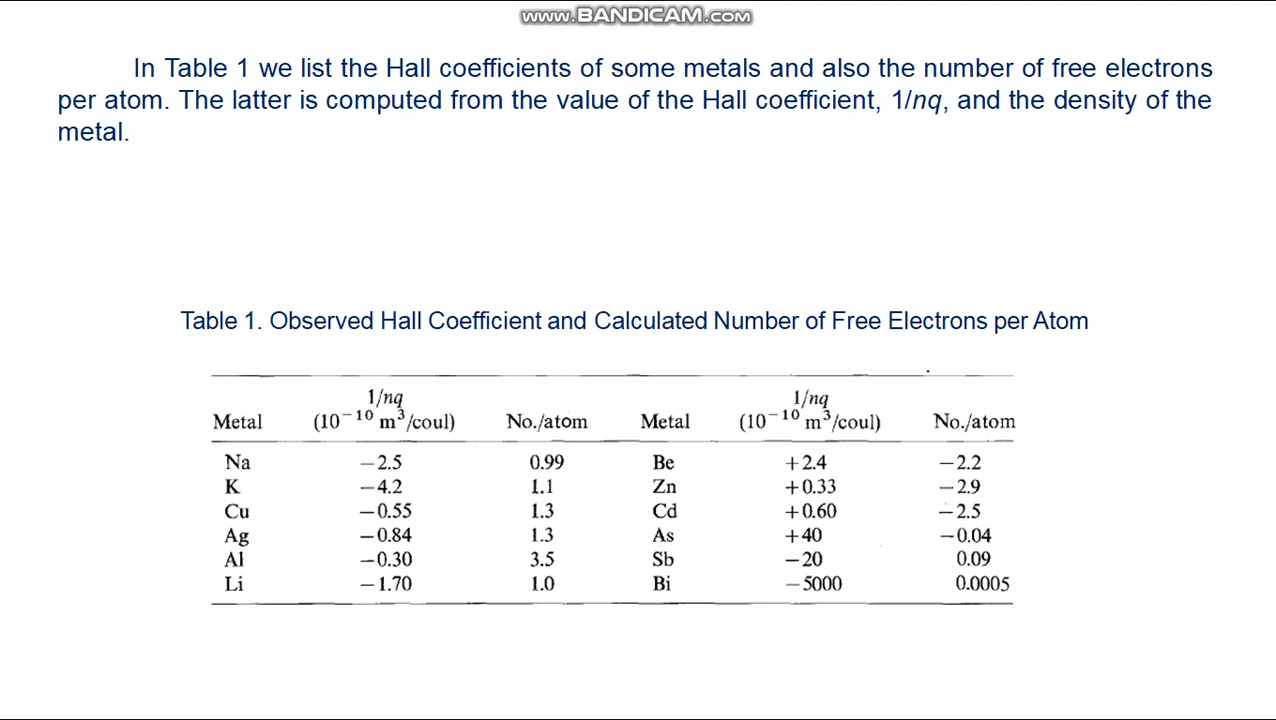 www.BANDICAM.com
In Table 1 we list the Hall coefficients of some metals and also the number of free electrons
per atom. The latter is computed from the value of the Hall coefficient, 1/nq, and the density of the
metal.
Table 1. Observed Hall Coefficient and Calculated Number of Free Electrons per Atom
1/nq 1/nq
Metal (10⁻¹⁰ m³/coul) No./atom Metal (10⁻¹⁰ m³/coul) No./atom
Na −2.5 0.99 Be +2.4 −2.2
K −4.2 1.1 Zn +0.33 −2.9
Cu −0.55 1.3 Cd +0.60 −2.5
Ag −0.84 1.3 As +40 −0.04
Al −0.30 3.5 Sb −20 0.09
Li −1.70 1.0 Bi −5000 0.0005